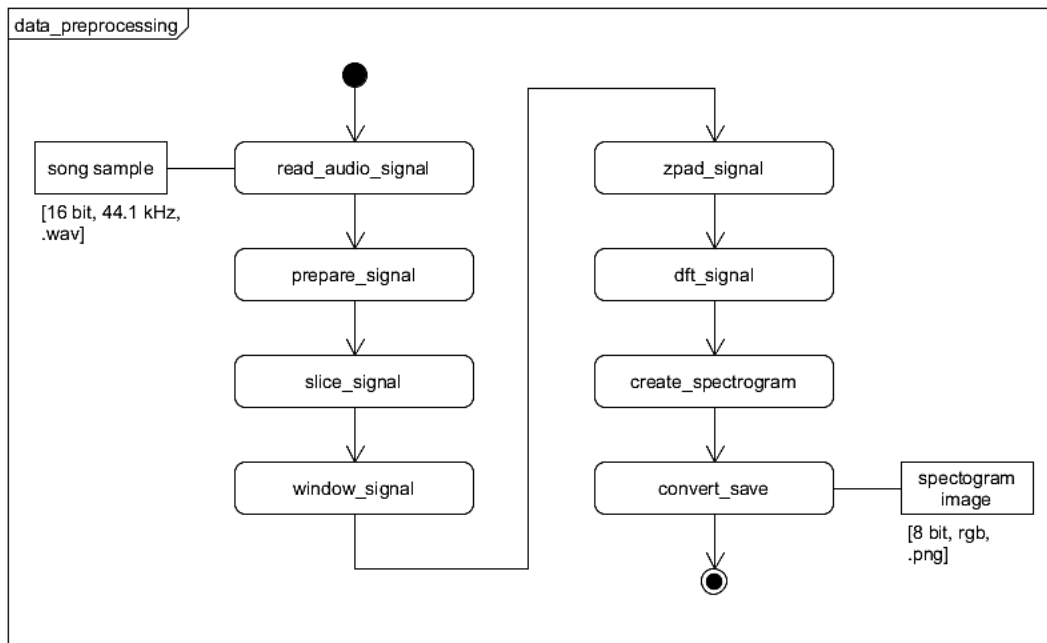 data_preprocessing
song sample
[16 bit, 44.1 kHz,
.wav]
read_audio_signal
prepare_signal
slice_signal
window_signal
zpad_signal
dft_signal
create_spectrogram
convert_save
spectogram
image
[8 bit, rgb,
.png]